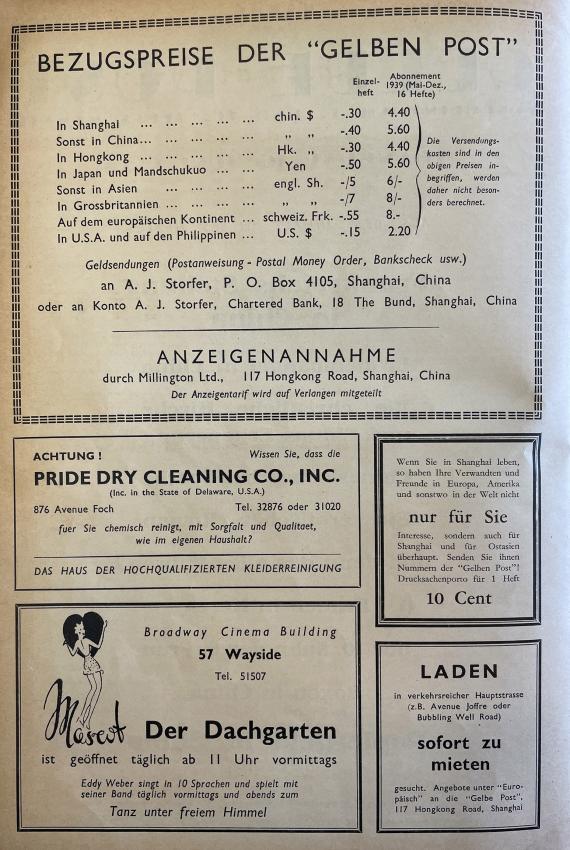 BEZUGSPREISE DER "GELBEN POST"
Einzel-heft
Abonnement 1939 (Mai-Dez., 16 Hefte)
In Shanghai ... ... ... ... ... chin. $ -.30 4.40
Sonst in China... ... ... ... ... „ „ -.40 5.60
In Hongkong ... ... ... ... ... Hk. „ -.30 4.40
In Japan und Mandschukuo ... ... ... Yen -.50 5.60
Sonst in Asien ... ... ... ... engl. Sh. -/5 6/-
In Grossbritannien ... ... ... ... „ „ -/7 8/-
Auf dem europäischen Kontinent ... schweiz. Frk. -.55 8.-
In U.S.A. und auf den Philippinen ... U.S. $ -.15 2.20
Die Versendungs-
kosten sind in den
obigen Preisen in-
begriffen, werden
daher nicht beson-
ders berechnet.
Geldsendungen (Postanweisung - Postal Money Order, Bankscheck usw.)
an A. J. Storfer, P. O. Box 4105, Shanghai, China
oder an Konto A. J. Storfer, Chartered Bank, 18 The Bund, Shanghai, China
ANZEIGENANNAHME
durch Millington Ltd., 117 Hongkong Road, Shanghai, China
Der Anzeigentarif wird auf Verlangen mitgeteilt
ACHTUNG! Wissen Sie, dass die
PRIDE DRY CLEANING CO., INC.
(Inc. in the State of Delaware, U.S.A.)
876 Avenue Foch Tel. 32876 oder 31020
fuer Sie chemisch reinigt, mit Sorgfalt und Qualitaet,
wie im eigenen Haushalt?
DAS HAUS DER HOCHQUALIFIZIERTEN KLEIDERREINIGUNG
Wenn Sie in Shanghai leben,
so haben Ihre Verwandten und
Freunde in Europa, Amerika
und sonstwo in der Welt nicht
nur für Sie
Interesse, sondern auch für
Shanghai und für Ostasien
überhaupt. Senden Sie ihnen
Nummern der "Gelben Post"!
Drucksachenporto für 1 Heft
10 Cent
Broadway Cinema Building
57 Wayside
Tel. 51507
Mascot Der Dachgarten
ist geöffnet täglich ab 11 Uhr vormittags
Eddy Weber singt in 10 Sprachen und spielt mit
seiner Band täglich vormittags und abends zum
Tanz unter freiem Himmel
LADEN
in verkehrsreicher Hauptstrasse
(z.B. Avenue Joffre oder
Bubbling Well Road)
sofort zu
mieten
gesucht. Angebote unter "Euro-
päisch" an die "Gelbe Post",
117 Hongkong Road, Shanghai